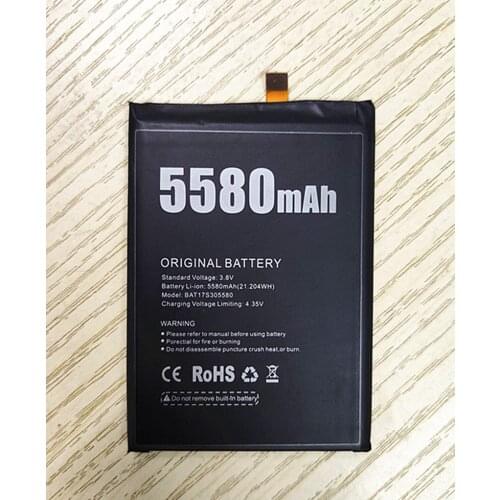 5580mAh
ORIGINAL BATTERY
Standard Voltage: 3.8V
Battery Li-ion: 5580mAh(21.204WH)
Model: BAT17S305580
Charging Voltage Limited: 4.35V
WARNING
Please refer to manual before using battery
Particular for fire or burning
Do not disassemble puncture crush heat,or burn.
CE RoHS
Do not remove built-in battery